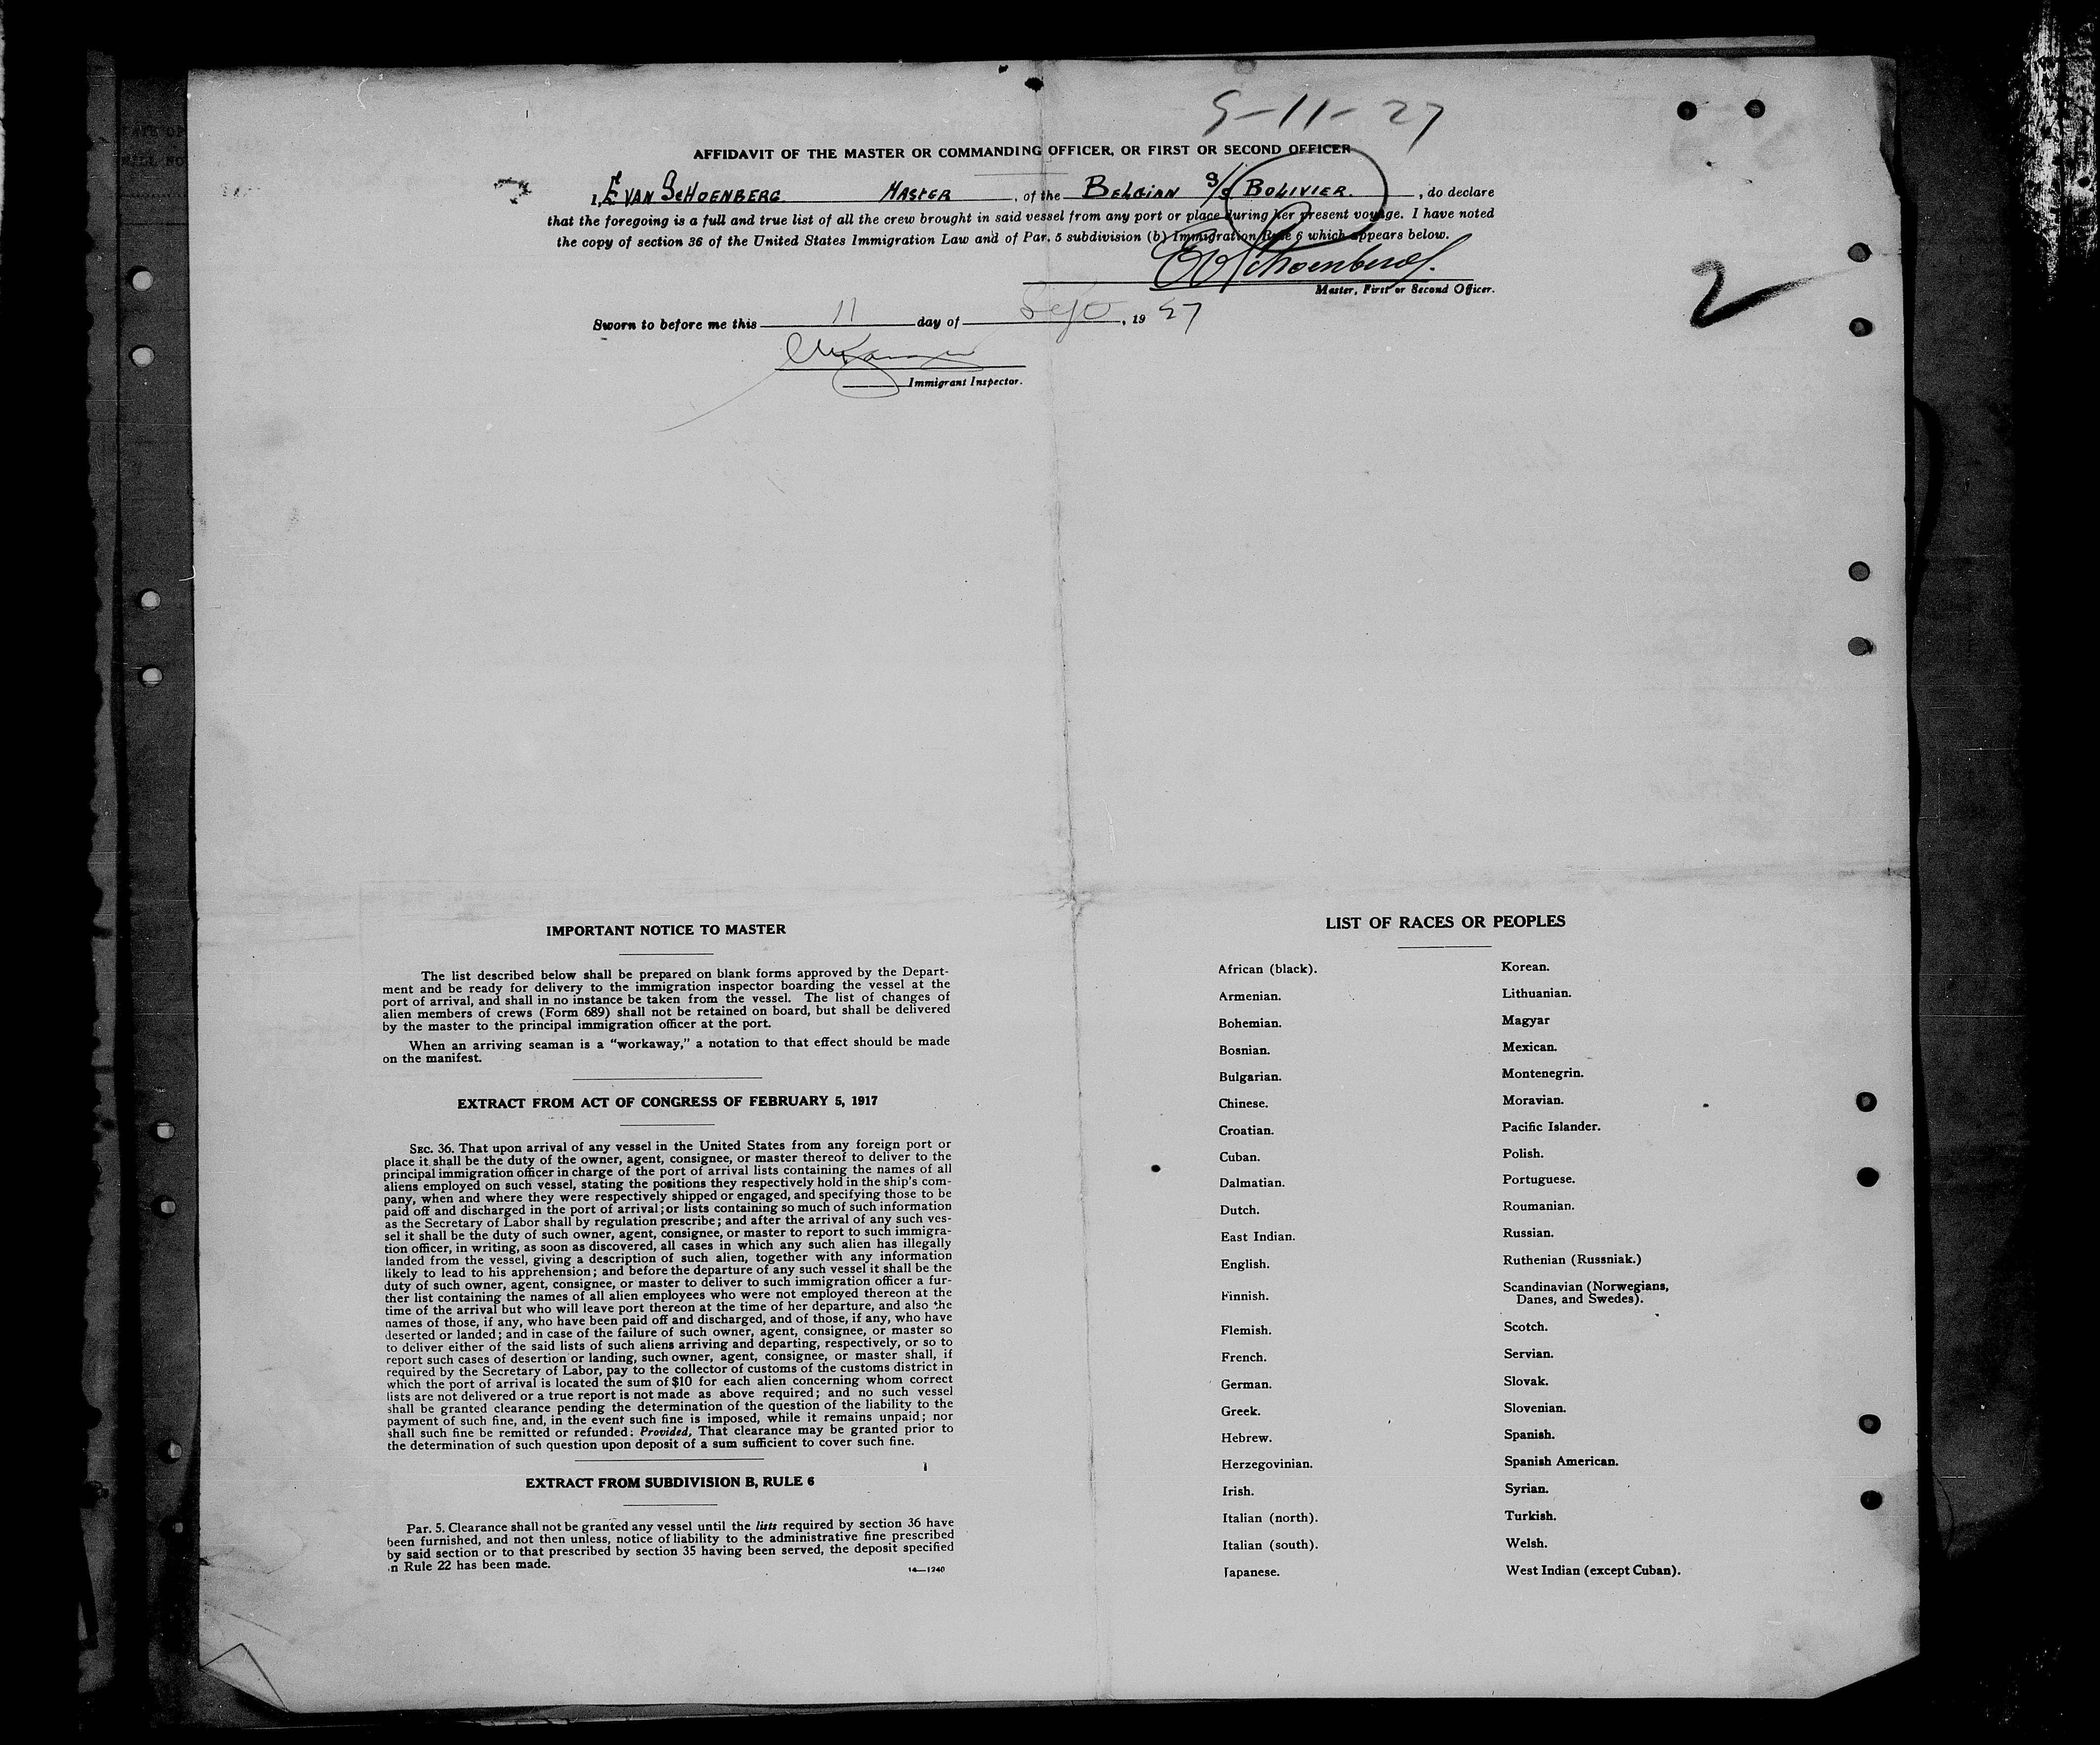 9-11-27
AFFIDAVIT OF THE MASTER OR COMMANDING OFFICER, OR FIRST OR SECOND OFFICER
I, E VAN SCHOENBERG MASTER, of the BELGIAN S/S BOLIVIER., do declare
that the foregoing is a full and true list of all the crew brought in said vessel from any port or place during her present voyage. I have noted
the copy of section 36 of the United States Immigration Law and of Par. 5 subdivision (b) Immigration Rule 6 which appears below.
Master, First or Second Officer.
2
Sworn to before me this 11 day of Sept, 19 27
Immigrant Inspector.
IMPORTANT NOTICE TO MASTER
The list described below shall be prepared on blank forms approved by the Depart-
ment and be ready for delivery to the immigration inspector boarding the vessel at the
port of arrival, and shall in no instance be taken from the vessel. The list of changes of
alien members of crews (Form 689) shall not be retained on board, but shall be delivered
by the master to the principal immigration officer at the port.
When an arriving seaman is a "workaway," a notation to that effect should be made
on the manifest.
EXTRACT FROM ACT OF CONGRESS OF FEBRUARY 5, 1917
SEC. 36. That upon arrival of any vessel in the United States from any foreign port or
place it shall be the duty of the owner, agent, consignee, or master thereof to deliver to the
principal immigration officer in charge of the port of arrival lists containing the names of all
aliens employed on such vessel, stating the positions they respectively hold in the ship's com-
pany, when and where they were respectively shipped or engaged, and specifying those to be
paid off and discharged in the port of arrival; or lists containing so much of such information
as the Secretary of Labor shall by regulation prescribe; and after the arrival of any such ves-
sel it shall be the duty of such owner, agent, consignee, or master to report to such immigra-
tion officer, in writing, as soon as discovered, all cases in which any such alien has illegally
landed from the vessel, giving a description of such alien, together with any information
likely to lead to his apprehension; and before the departure of any such vessel it shall be the
duty of such owner, agent, consignee, or master to deliver to such immigration officer a fur-
ther list containing the names of all alien employees who were not employed thereon at the
time of the arrival but who will leave port thereon at the time of her departure, and also the
names of those, if any, who have been paid off and discharged, and of those, if any, who have
deserted or landed; and in case of the failure of such owner, agent, consignee, or master so
to deliver either of the said lists of such aliens arriving and departing, respectively, or so to
report such cases of desertion or landing, such owner, agent, consignee, or master shall, if
required by the Secretary of Labor, pay to the collector of customs of the customs district in
which the port of arrival is located the sum of $10 for each alien concerning whom correct
lists are not delivered or a true report is not made as above required; and no such vessel
shall be granted clearance pending the determination of the question of the liability to the
payment of such fine, and, in the event such fine is imposed, while it remains unpaid; nor
shall such fine be remitted or refunded: Provided, That clearance may be granted prior to
the determination of such question upon deposit of a sum sufficient to cover such fine.
EXTRACT FROM SUBDIVISION B, RULE 6
Par. 5. Clearance shall not be granted any vessel until the lists required by section 36 have
been furnished, and not then unless, notice of liability to the administrative fine prescribed
by said section or to that prescribed by section 35 having been served, the deposit specified
in Rule 22 has been made.
14—1240
LIST OF RACES OR PEOPLES
African (black).
Armenian.
Bohemian.
Bosnian.
Bulgarian.
Chinese.
Croatian.
Cuban.
Dalmatian.
Dutch.
East Indian.
English.
Finnish.
Flemish.
French.
German.
Greek.
Hebrew.
Herzegovinian.
Irish.
Italian (north).
Italian (south).
Japanese.
Korean.
Lithuanian.
Magyar
Mexican.
Montenegrin.
Moravian.
Pacific Islander.
Polish.
Portuguese.
Roumanian.
Russian.
Ruthenian (Russniak.)
Scandinavian (Norwegians,
Danes, and Swedes).
Scotch.
Servian.
Slovak.
Slovenian.
Spanish.
Spanish American.
Syrian.
Turkish.
Welsh.
West Indian (except Cuban).